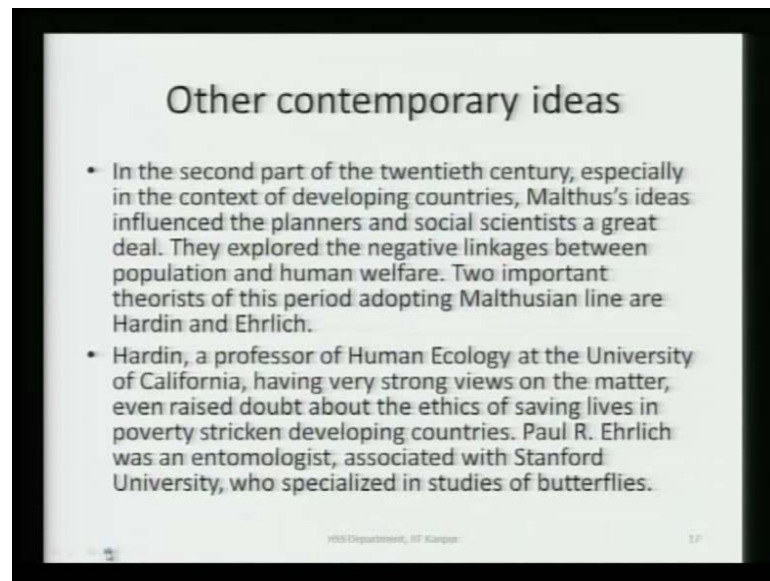 Other contemporary ideas
• In the second part of the twentieth century, especially
in the context of developing countries, Malthus's ideas
influenced the planners and social scientists a great
deal. They explored the negative linkages between
population and human welfare. Two important
theorists of this period adopting Malthusian line are
Hardin and Ehrlich.
• Hardin, a professor of Human Ecology at the University
of California, having very strong views on the matter,
even raised doubt about the ethics of saving lives in
poverty stricken developing countries. Paul R. Ehrlich
was an entomologist, associated with Stanford
University, who specialized in studies of butterflies.
HSS Department, IIT Kanpur
17